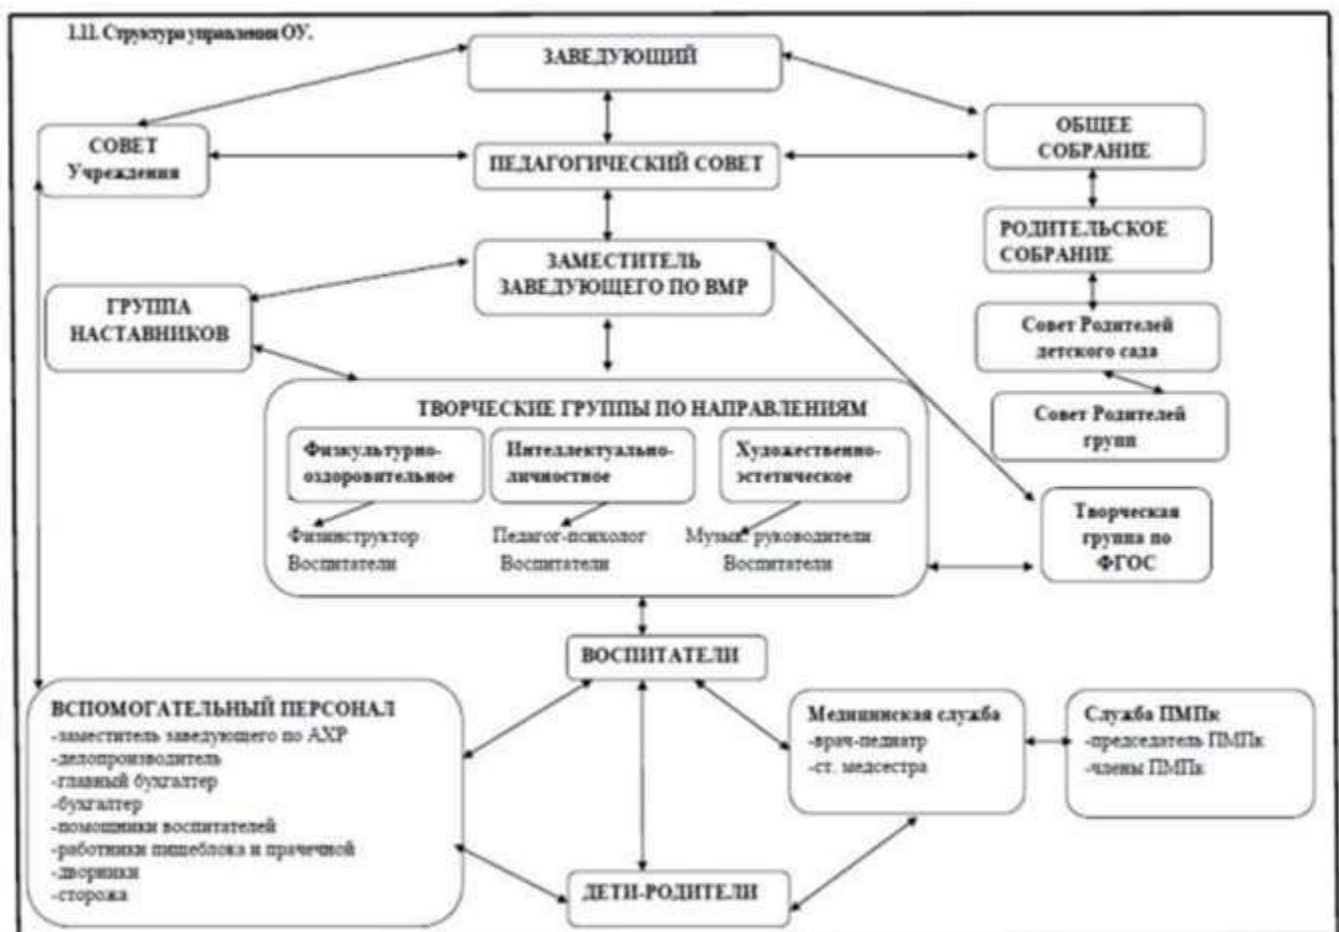 1.11. Структура управления ОУ.
ЗАВЕДУЮЩИЙ
СОВЕТ
Учреждения
ПЕДАГОГИЧЕСКИЙ СОВЕТ
ОБЩЕЕ
СОБРАНИЕ
РОДИТЕЛЬСКОЕ
СОБРАНИЕ
ЗАМЕСТИТЕЛЬ
ЗАВЕДУЮЩЕГО ПО ВМР
ГРУППА
НАСТАВНИКОВ
Совет Родителей
детского сада
Совет Родителей
групп
ТВОРЧЕСКИЕ ГРУППЫ ПО НАПРАВЛЕНИЯМ
Физкультурно-
оздоровительное
Интеллектуально-
личностное
Художественно-
эстетическое
Физинструктор
Воспитатели
Педагог-психолог
Воспитатели
Музык. руководители
Воспитатели
Творческая
группа по
ФГОС
ВОСПИТАТЕЛИ
ВСПОМОГАТЕЛЬНЫЙ ПЕРСОНАЛ
-заместитель заведующего по АХР
-делопроизводитель
-главный бухгалтер
-бухгалтер
-помощники воспитателей
-работники пищеблока и прачечной
-дворники
-сторожа
Медицинская служба
-врач-педиатр
-ст. медсестра
Служба ПМПк
-председатель ПМПк
-члены ПМПк
ДЕТИ-РОДИТЕЛИ